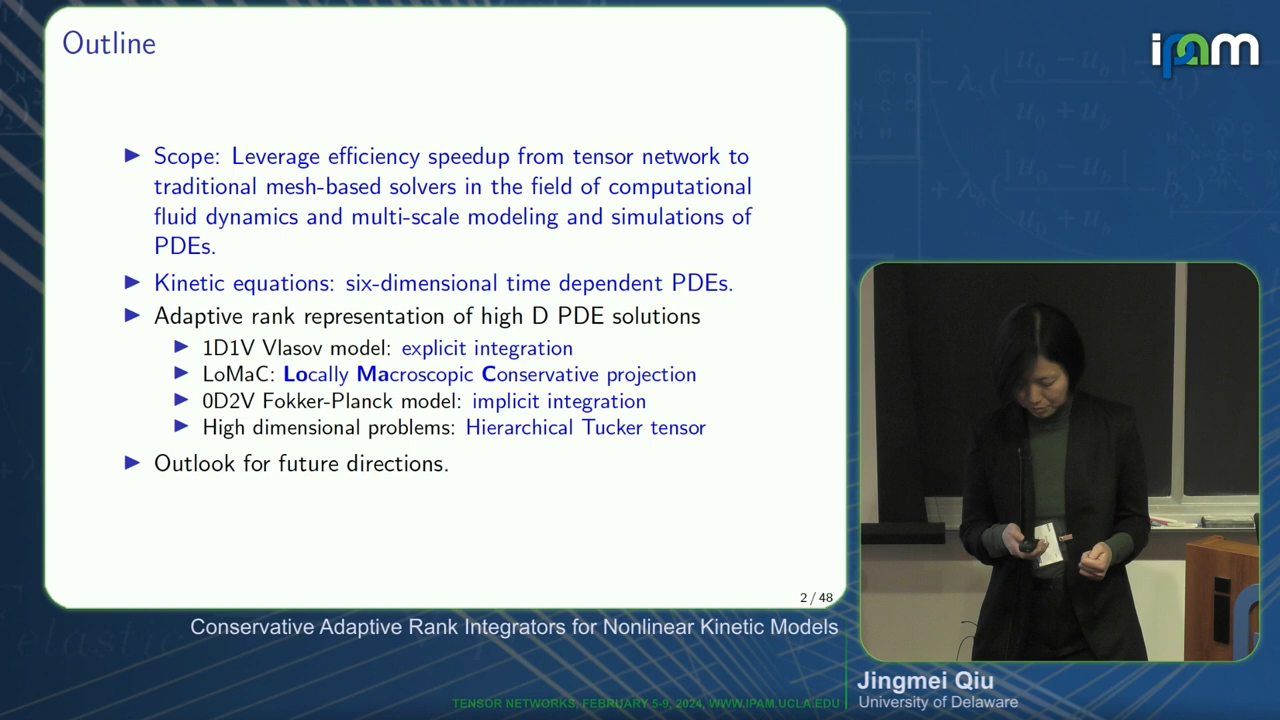 Outline
ipam
▶ Scope: Leverage efficiency speedup from tensor network to
traditional mesh-based solvers in the field of computational
fluid dynamics and multi-scale modeling and simulations of
PDEs.
▶ Kinetic equations: six-dimensional time dependent PDEs.
▶ Adaptive rank representation of high D PDE solutions
▶ 1D1V Vlasov model: explicit integration
▶ LoMaC: Locally Macroscopic Conservative projection
▶ 0D2V Fokker-Planck model: implicit integration
▶ High dimensional problems: Hierarchical Tucker tensor
▶ Outlook for future directions.
2 / 48
Conservative Adaptive Rank Integrators for Nonlinear Kinetic Models
Jingmei Qiu
University of Delaware
TENSOR NETWORKS, FEBRUARY 5-9, 2024, WWW.IPAM.UCLA.EDU